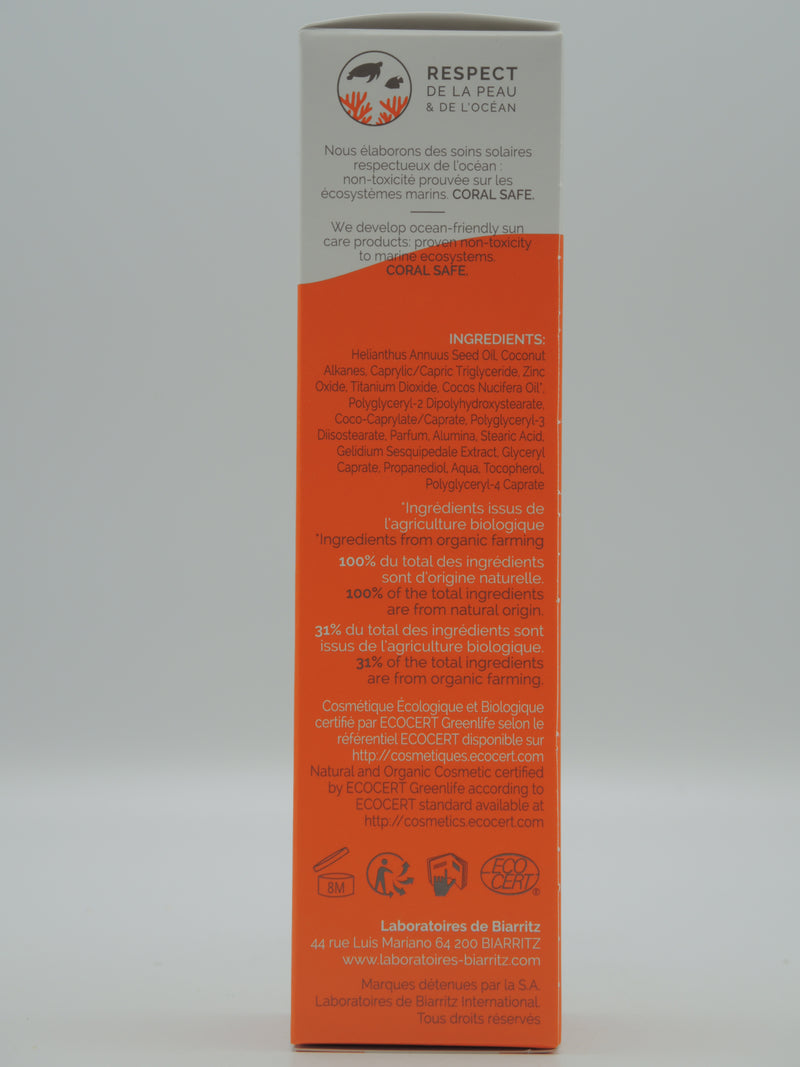 RESPECT
DE LA PEAU
& DE L'OCÉAN
Nous élaborons des soins solaires
respectueux de l'océan :
non-toxicité prouvée sur les
écosystèmes marins. CORAL SAFE.
We develop ocean-friendly sun
care products: proven non-toxicity
to marine ecosystems.
CORAL SAFE.
INGREDIENTS:
Helianthus Annuus Seed Oil, Coconut
Alkanes, Caprylic/Capric Triglyceride, Zinc
Oxide, Titanium Dioxide, Cocos Nucifera Oil*,
Polyglyceryl-2 Dipolyhydroxystearate,
Coco-Caprylate/Caprate, Polyglyceryl-3
Diisostearate, Parfum, Alumina, Stearic Acid,
Gelidium Sesquipedale Extract, Glyceryl
Caprate, Propanediol, Aqua, Tocopherol,
Polyglyceryl-4 Caprate
*Ingrédients issus de
l'agriculture biologique
*Ingredients from organic farming
100% du total des ingrédients
sont d'origine naturelle.
100% of the total ingredients
are from natural origin.
31% du total des ingrédients sont
issus de l'agriculture biologique.
31% of the total ingredients
are from organic farming.
Cosmétique Écologique et Biologique
certifié par ECOCERT Greenlife selon le
référentiel ECOCERT disponible sur
http://cosmetiques.ecocert.com
Natural and Organic Cosmetic certified
by ECOCERT Greenlife according to
ECOCERT standard available at
http://cosmetics.ecocert.com
8M
ECO
CERT®
Laboratoires de Biarritz
44 rue Luis Mariano 64 200 BIARRITZ
www.laboratoires-biarritz.com
Marques détenues par la S.A.
Laboratoires de Biarritz International.
Tous droits réservés